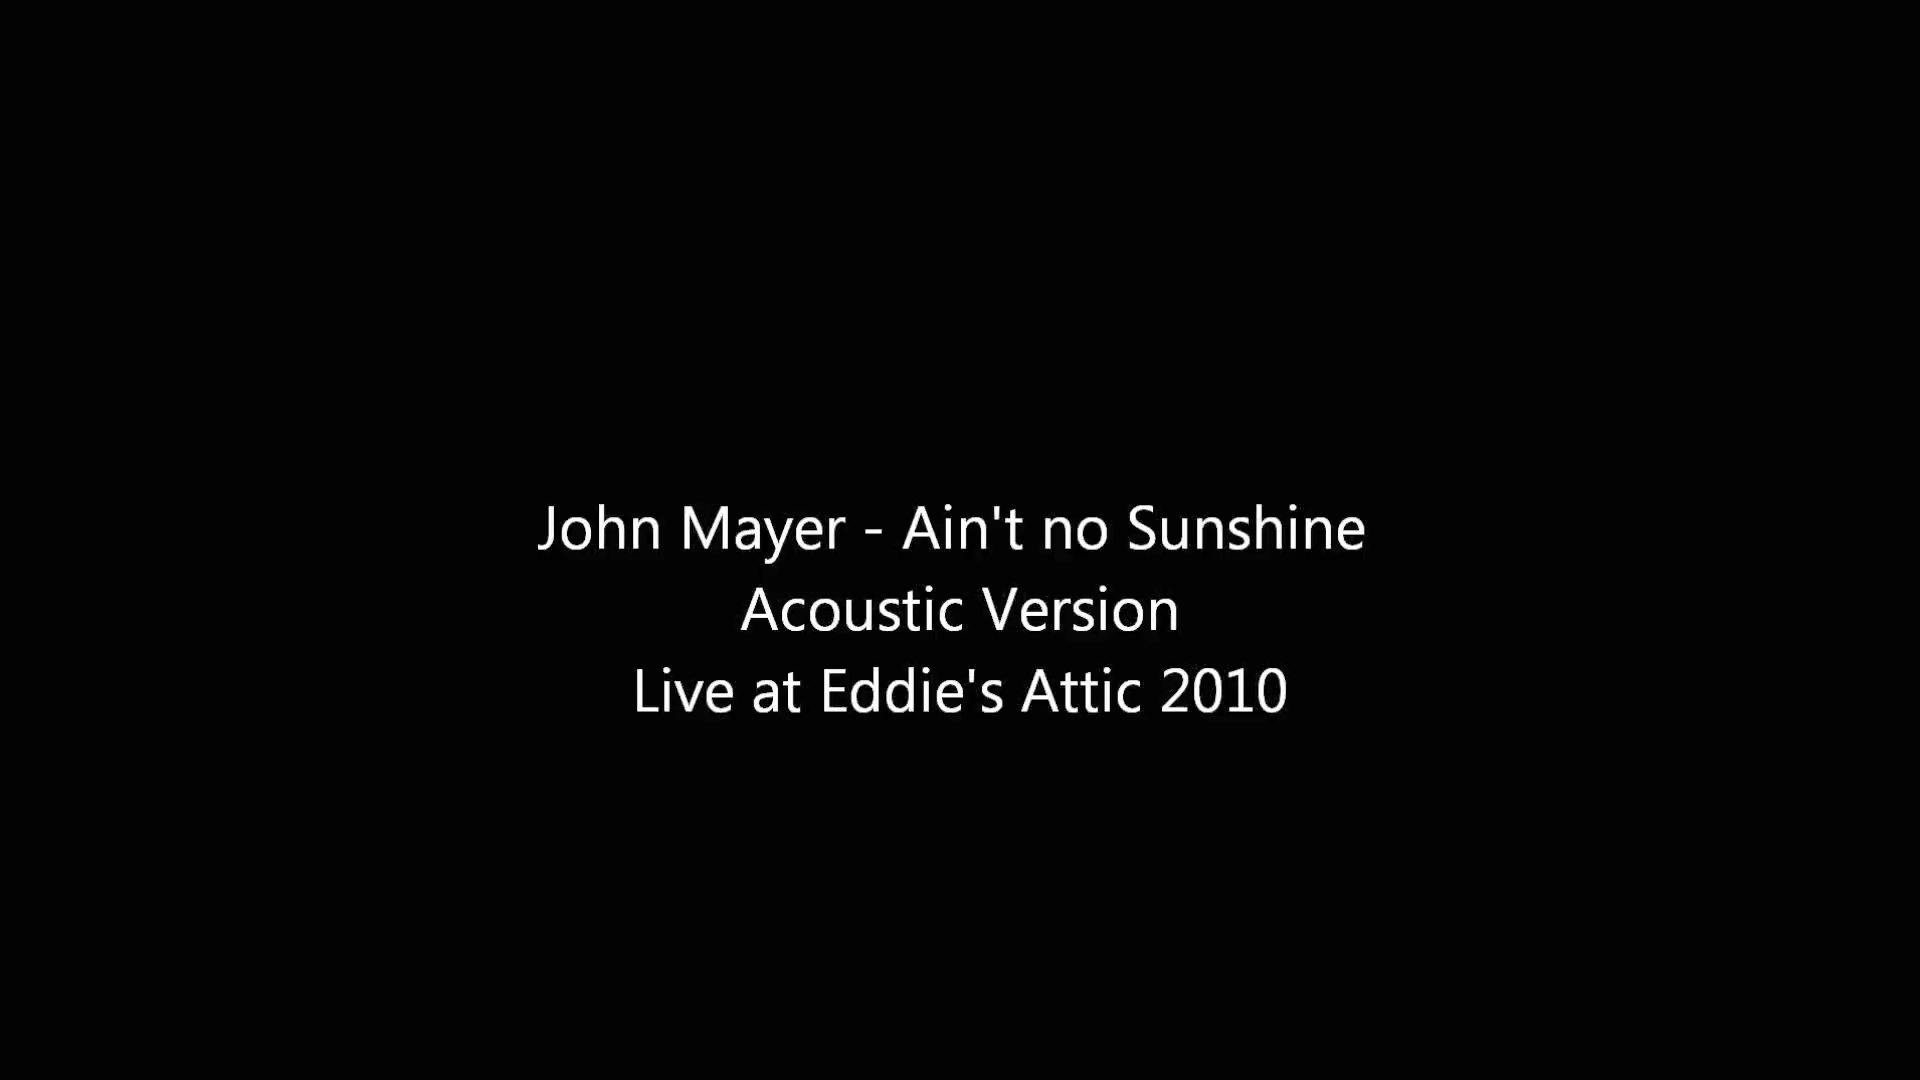 John Mayer - Ain't no Sunshine
Acoustic Version
Live at Eddie's Attic 2010